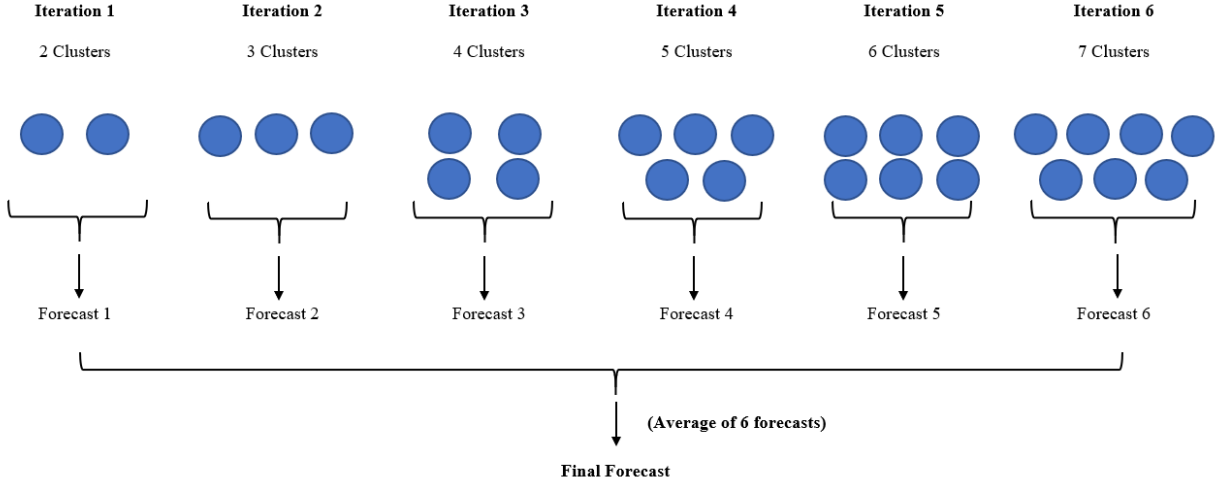 Iteration 1 Iteration 2 Iteration 3 Iteration 4 Iteration 5 Iteration 6
2 Clusters 3 Clusters 4 Clusters 5 Clusters 6 Clusters 7 Clusters
Forecast 1 Forecast 2 Forecast 3 Forecast 4 Forecast 5 Forecast 6
(Average of 6 forecasts)
Final Forecast